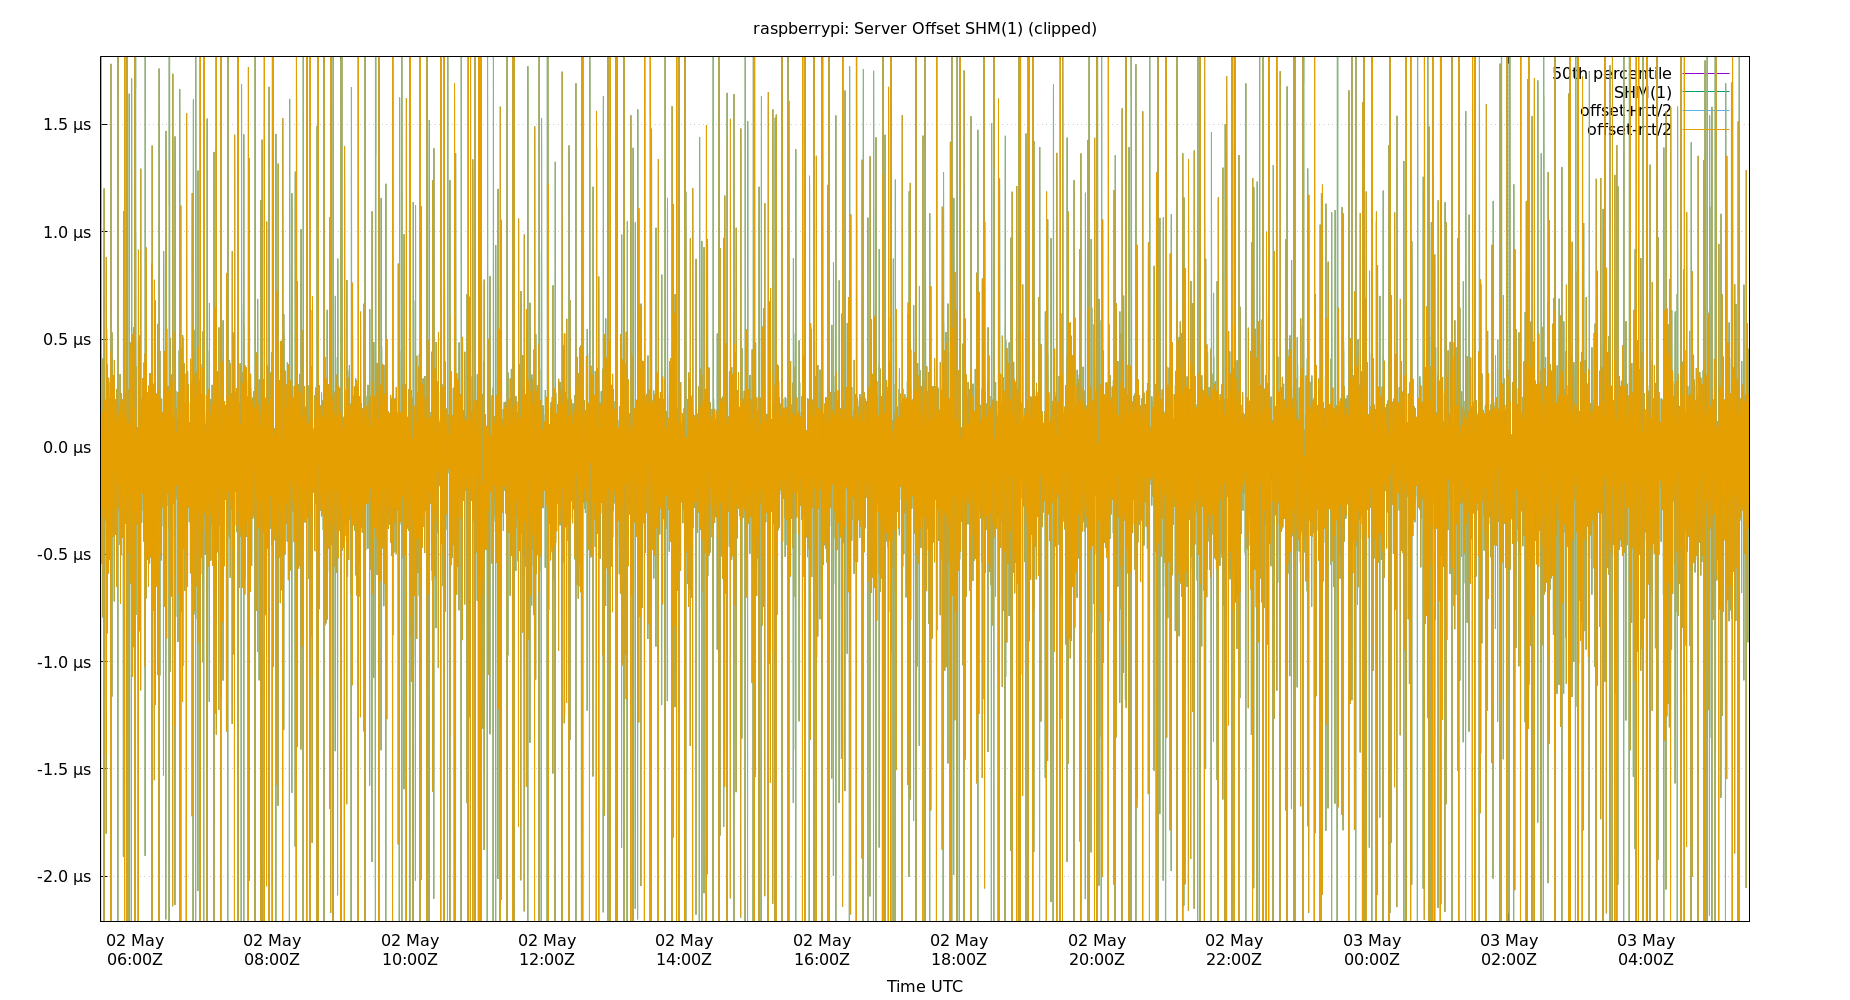 raspberrypi: Server Offset SHM(1) (clipped)
50th percentile
SHM(1)
offset+rtt/2
offset-rtt/2
1.5 µs
1.0 µs
0.5 µs
0.0 µs
-0.5 µs
-1.0 µs
-1.5 µs
-2.0 µs
02 May 02 May 02 May 02 May 02 May 02 May 02 May 02 May 02 May 03 May 03 May 03 May
06:00Z 08:00Z 10:00Z 12:00Z 14:00Z 16:00Z 18:00Z 20:00Z 22:00Z 00:00Z 02:00Z 04:00Z
Time UTC